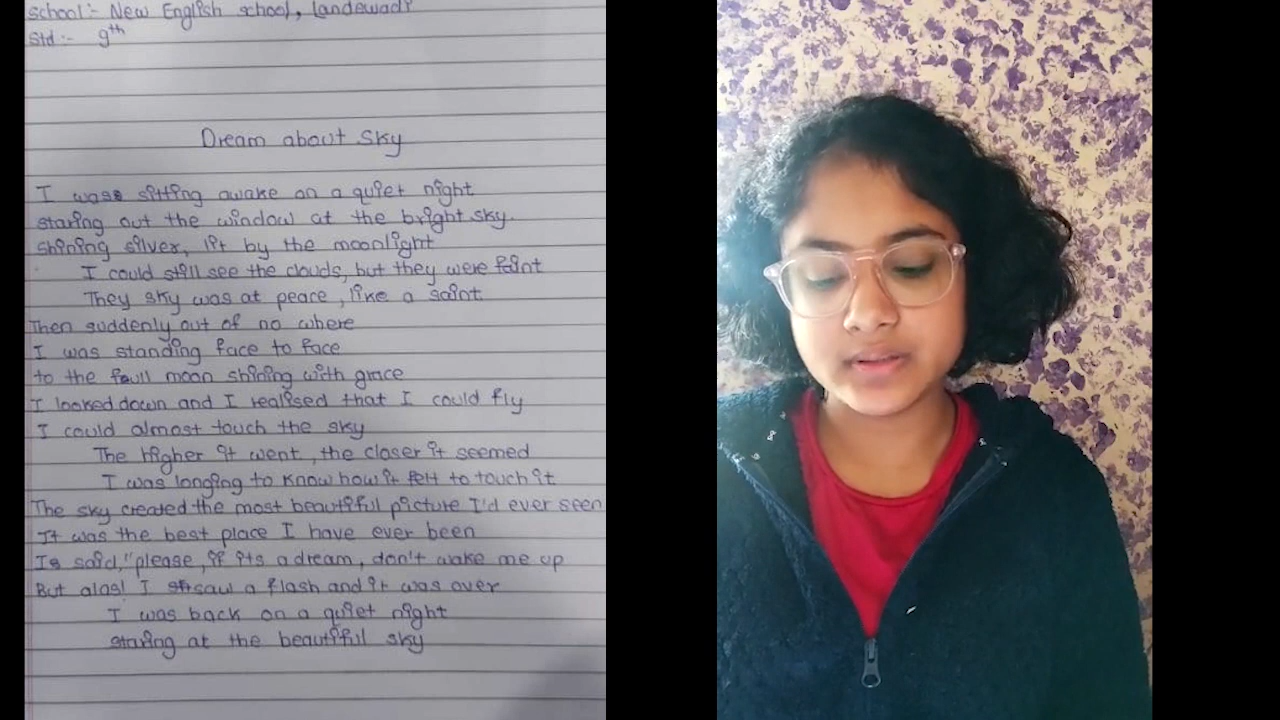 school:- New English school, Landewadi
Std:- 9th
Dream about Sky
I was sitting awake on a quiet night
staring out the window at the bright sky.
Shining silver, lit by the moonlight
I could still see the clouds, but they were faint
They sky was at peace, like a saint.
Then suddenly out of no where
I was standing face to face
to the full moon shining with grace
I looked down and I realised that I could fly
I could almost touch the sky
The higher it went, the closer it seemed
I was longing to know how it felt to touch it
The sky created the most beautiful picture I'd ever seen
It was the best place I have ever been
I said, "please, if its a dream, don't wake me up
But alas! I saw a flash and it was over
I was back on a quiet night
staring at the beautiful sky